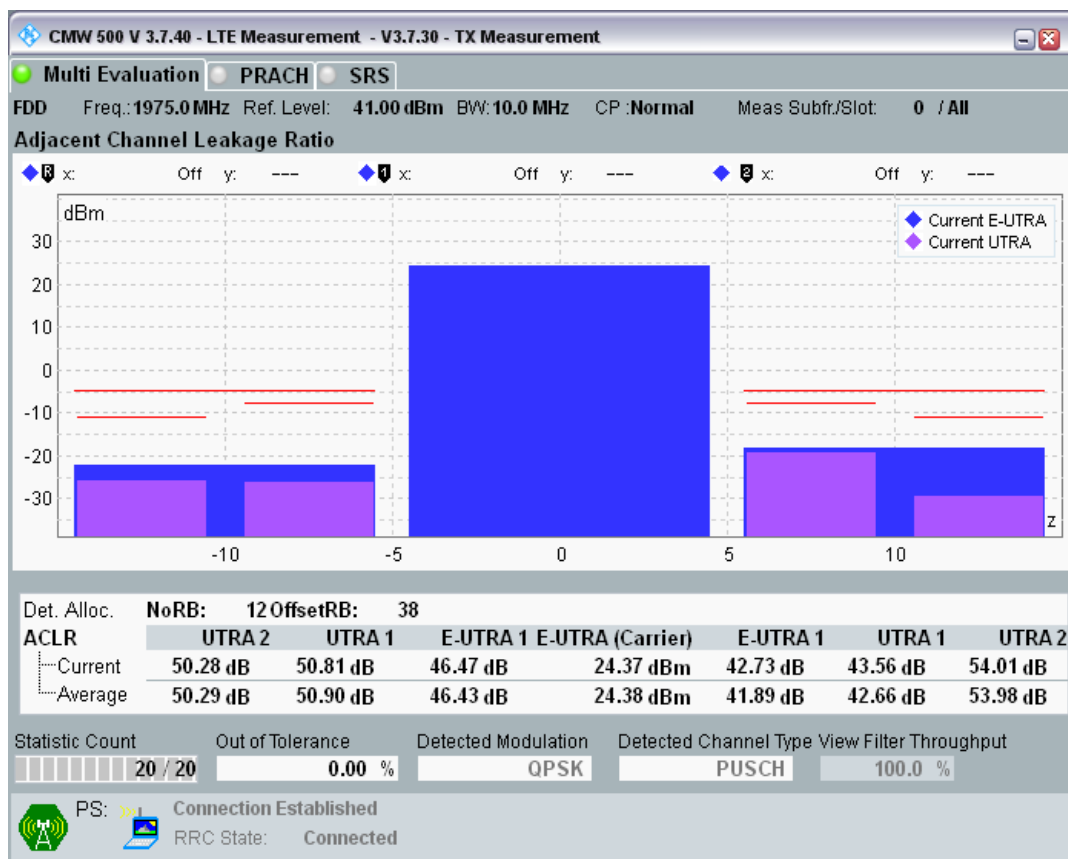 CMW 500 V 3.7.40 - LTE Measurement - V3.7.30 - TX Measurement
Multi Evaluation PRACH SRS
FDD Freq.: 1975.0 MHz Ref. Level: 41.00 dBm BW: 10.0 MHz CP :Normal Meas Subfr./Slot: 0 / All
Adjacent Channel Leakage Ratio
R x: Off y: --- 1 x: Off y: --- 2 x: Off y: ---
dBm
Current E-UTRA
Current UTRA
30
20
10
0
-10
-20
-30
z
-10 -5 0 5 10
Det. Alloc. NoRB: 12 OffsetRB: 38
ACLR UTRA 2 UTRA 1 E-UTRA 1 E-UTRA (Carrier) E-UTRA 1 UTRA 1 UTRA 2
Current 50.28 dB 50.81 dB 46.47 dB 24.37 dBm 42.73 dB 43.56 dB 54.01 dB
Average 50.29 dB 50.90 dB 46.43 dB 24.38 dBm 41.89 dB 42.66 dB 53.98 dB
Statistic Count Out of Tolerance Detected Modulation Detected Channel Type View Filter Throughput
20 / 20 0.00 % QPSK PUSCH 100.0 %
PS: Connection Established
RRC State: Connected